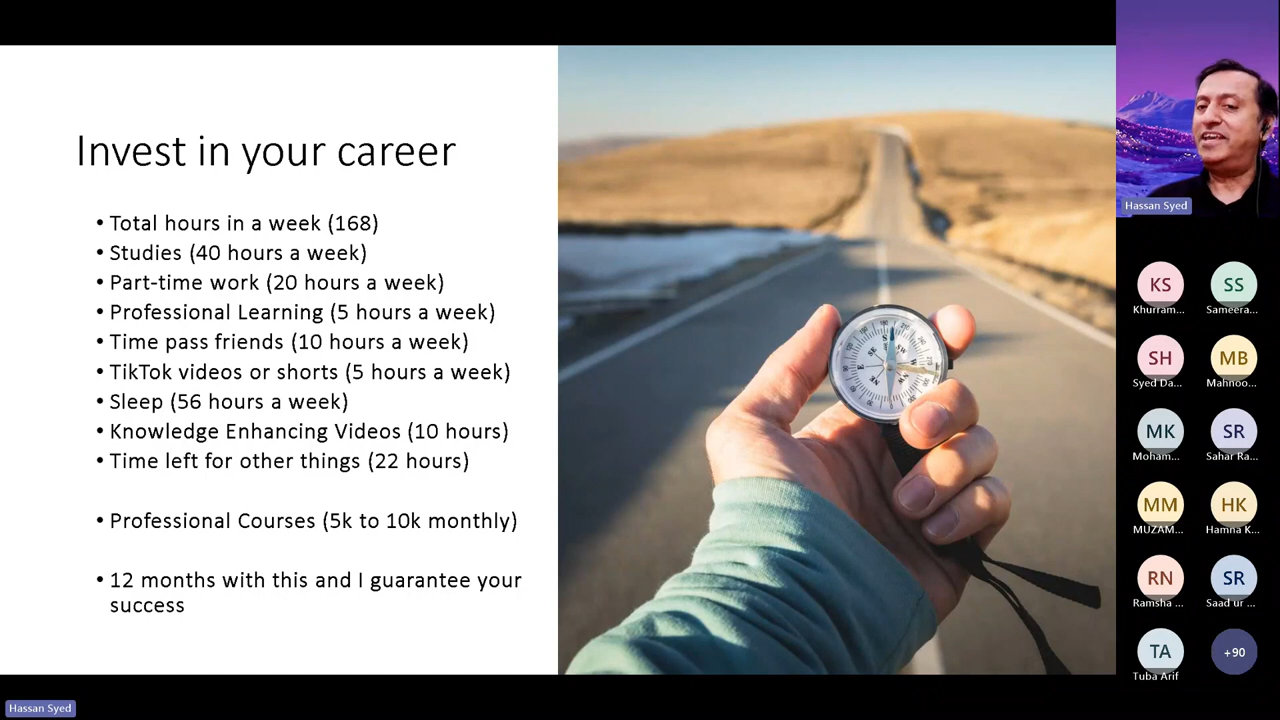 Invest in your career
• Total hours in a week (168)
• Studies (40 hours a week)
• Part-time work (20 hours a week)
• Professional Learning (5 hours a week)
• Time pass friends (10 hours a week)
• TikTok videos or shorts (5 hours a week)
• Sleep (56 hours a week)
• Knowledge Enhancing Videos (10 hours)
• Time left for other things (22 hours)
• Professional Courses (5k to 10k monthly)
• 12 months with this and I guarantee your
success
Hassan Syed
KS
SS
Khurram...
Sameera...
SH
MB
Syed Da...
Mahnoo...
MK
SR
Moham...
Sahar Ra...
MM
HK
MUZAM...
Hamna K...
RN
SR
Ramsha ...
Saad ur ...
TA
+90
Tuba Arif
Hassan Syed